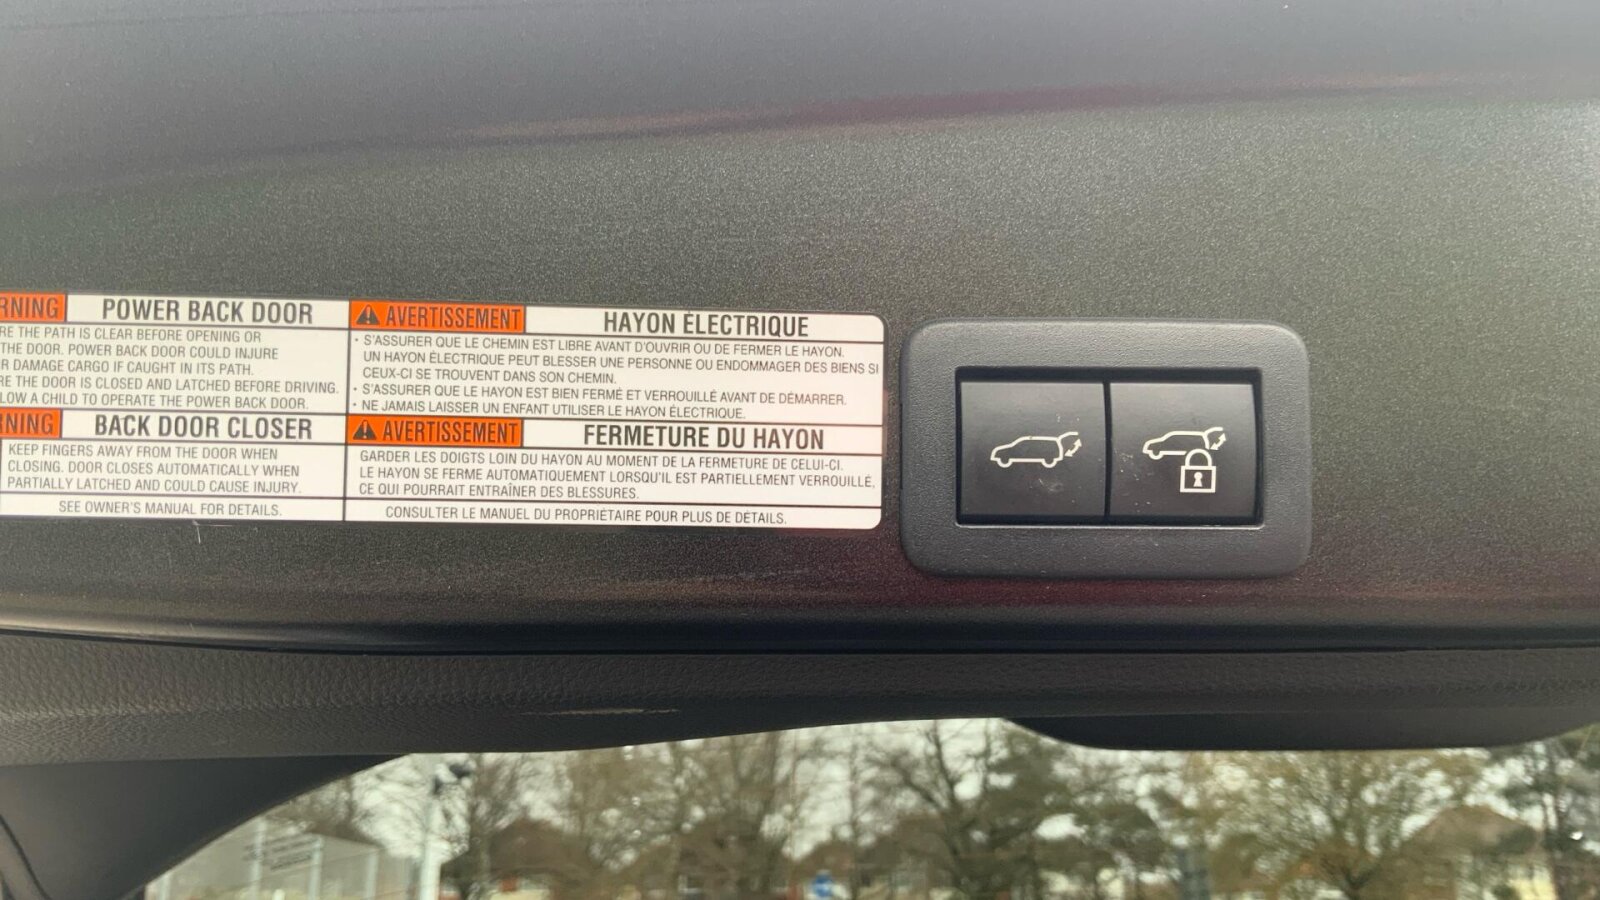 POWER BACK DOOR
THE PATH IS CLEAR BEFORE OPENING OR
THE DOOR. POWER BACK DOOR COULD INJURE
DAMAGE CARGO IF CAUGHT IN ITS PATH.
THE DOOR IS CLOSED AND LATCHED BEFORE DRIVING.
A CHILD TO OPERATE THE POWER BACK DOOR.
BACK DOOR CLOSER
KEEP FINGERS AWAY FROM THE DOOR WHEN
CLOSING. DOOR CLOSES AUTOMATICALLY WHEN
PARTIALLY LATCHED AND COULD CAUSE INJURY.
SEE OWNER'S MANUAL FOR DETAILS.
AVERTISSEMENT HAYON ÉLECTRIQUE
• S'ASSURER QUE LE CHEMIN EST LIBRE AVANT D'OUVRIR OU DE FERMER LE HAYON.
UN HAYON ÉLECTRIQUE PEUT BLESSER UNE PERSONNE OU ENDOMMAGER DES BIENS SI
CEUX-CI SE TROUVENT DANS SON CHEMIN.
• S'ASSURER QUE LE HAYON EST BIEN FERMÉ ET VERROUILLÉ AVANT DE DÉMARRER.
• NE JAMAIS LAISSER UN ENFANT UTILISER LE HAYON ÉLECTRIQUE.
AVERTISSEMENT FERMETURE DU HAYON
GARDER LES DOIGTS LOIN DU HAYON AU MOMENT DE LA FERMETURE DE CELUI-CI.
LE HAYON SE FERME AUTOMATIQUEMENT LORSQU'IL EST PARTIELLEMENT VERROUILLÉ,
CE QUI POURRAIT ENTRAÎNER DES BLESSURES.
CONSULTER LE MANUEL DU PROPRIÉTAIRE POUR PLUS DE DÉTAILS.